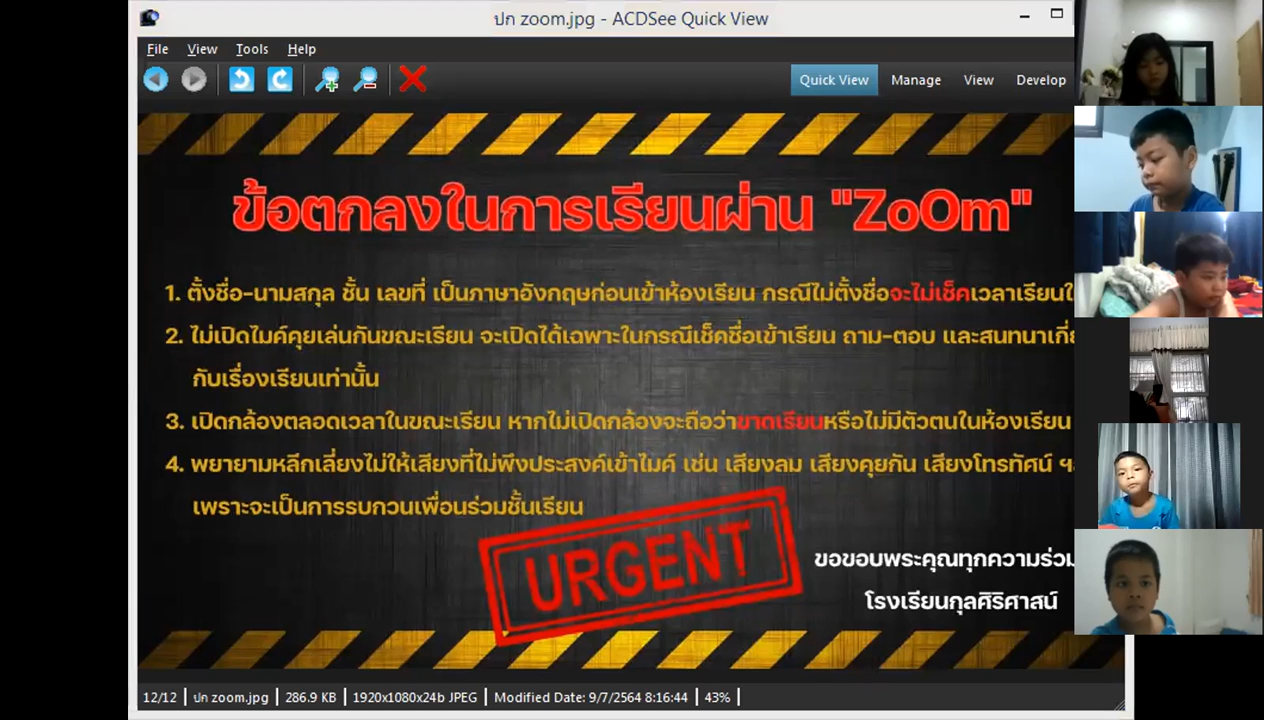 ปก zoom.jpg - ACDSee Quick View
File View Tools Help
Quick View Manage View Develop
ข้อตกลงในการเรียนผ่าน "ZoOm"
1. ตั้งชื่อ-นามสกุล ชั้น เลขที่ เป็นภาษาอังกฤษก่อนเข้าห้องเรียน กรณีไม่ตั้งชื่อจะไม่เช็คเวลาเรียน
2. ไม่เปิดไมค์คุยเล่นกันขณะเรียน จะเปิดได้เฉพาะในกรณีเช็คชื่อเข้าเรียน ถาม-ตอบ และสนทนา
กับเรื่องเรียนเท่านั้น
3. เปิดกล้องตลอดเวลาในขณะเรียน หากไม่เปิดกล้องจะถือว่าขาดเรียนหรือไม่มีตัวตนในห้องเรียน
4. พยายามหลีกเลี่ยงไม่ให้เสียงที่ไม่พึงประสงค์เข้าไมค์ เช่น เสียงลม เสียงคุยกัน เสียงโทรทัศน์
เพราะจะเป็นการรบกวนเพื่อนร่วมชั้นเรียน
URGENT
ขอขอบพระคุณทุกความร่วม
โรงเรียนกุลศิริศาสน์
12/12 ปก zoom.jpg 286.9 KB 1920x1080x24b JPEG Modified Date: 9/7/2564 8:16:44 43%